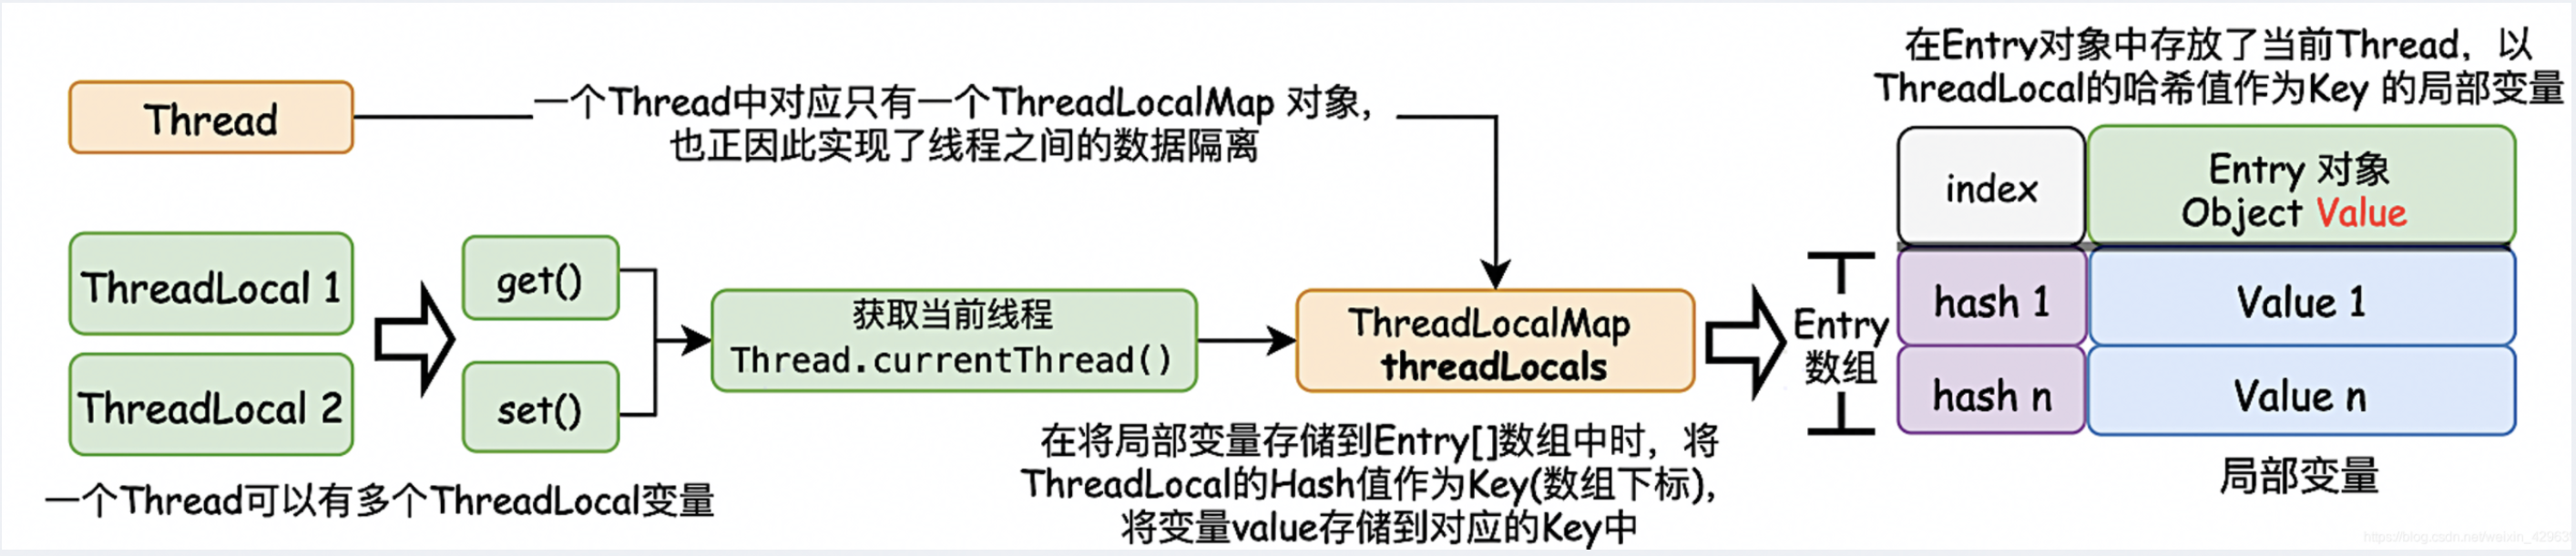 Thread
一个Thread中对应只有一个ThreadLocalMap 对象，
也正因此实现了线程之间的数据隔离
ThreadLocal 1
ThreadLocal 2
一个Thread可以有多个ThreadLocal变量
get()
set()
获取当前线程
Thread.currentThread()
ThreadLocalMap
threadLocals
在将局部变量存储到Entry[]数组中时，将
ThreadLocal的Hash值作为Key(数组下标)，
将变量value存储到对应的Key中
Entry
数组
在Entry对象中存放了当前Thread，以
ThreadLocal的哈希值作为Key 的局部变量
index
Entry 对象
Object Value
hash 1
Value 1
hash n
Value n
局部变量
https://blog.csdn.net/weixin_42963